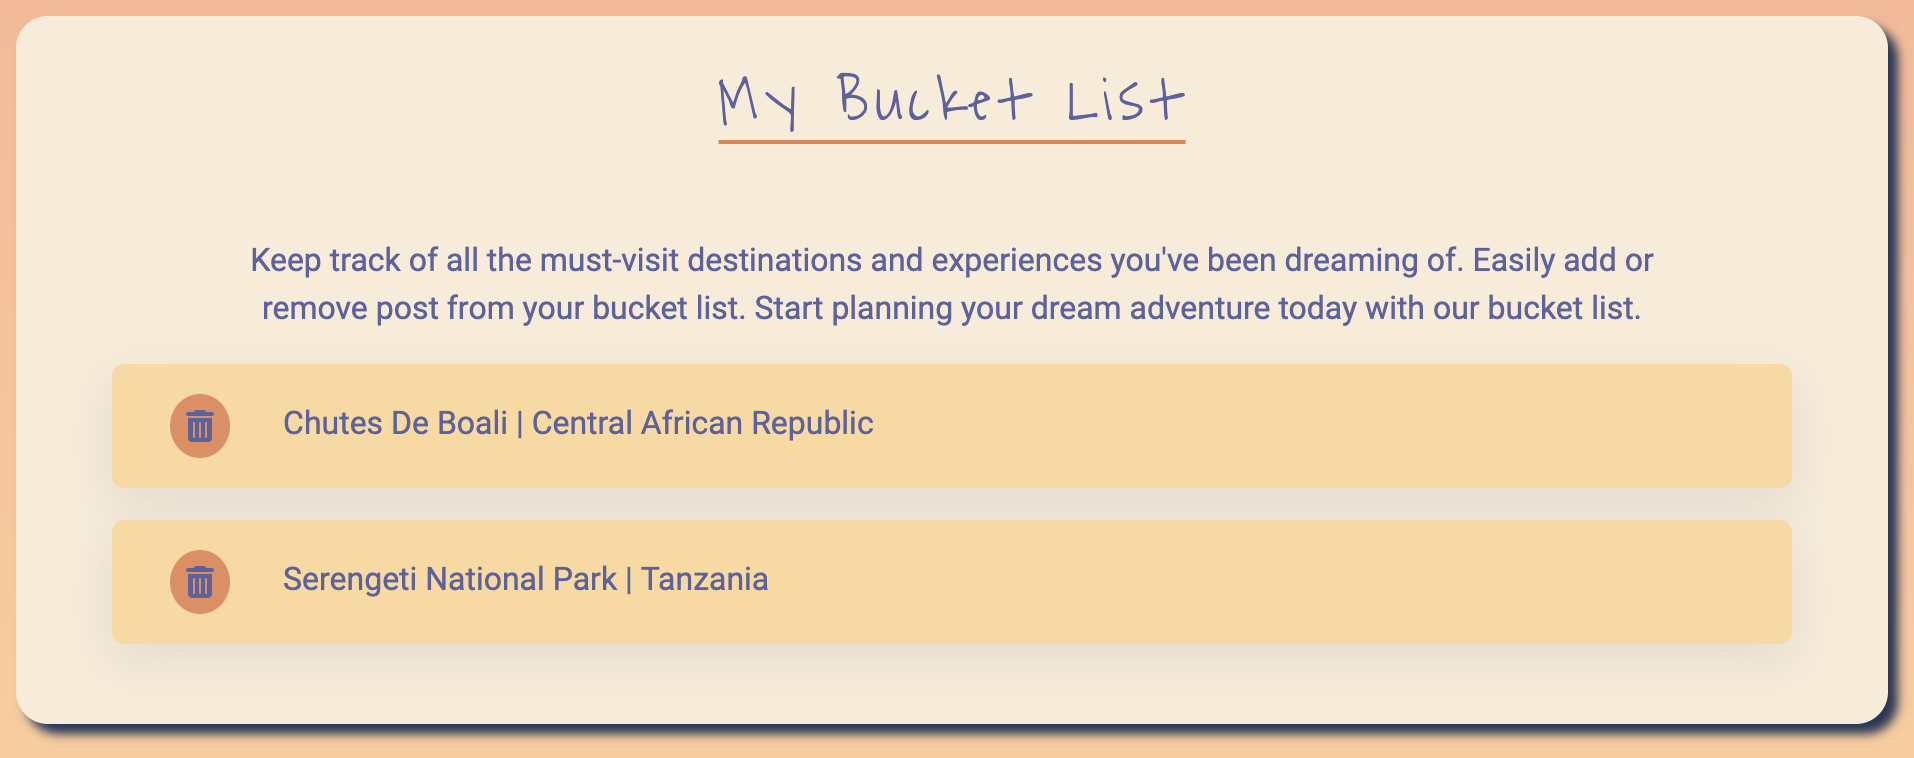 My Bucket List
Keep track of all the must-visit destinations and experiences you've been dreaming of. Easily add or
remove post from your bucket list. Start planning your dream adventure today with our bucket list.
Chutes De Boali | Central African Republic
Serengeti National Park | Tanzania